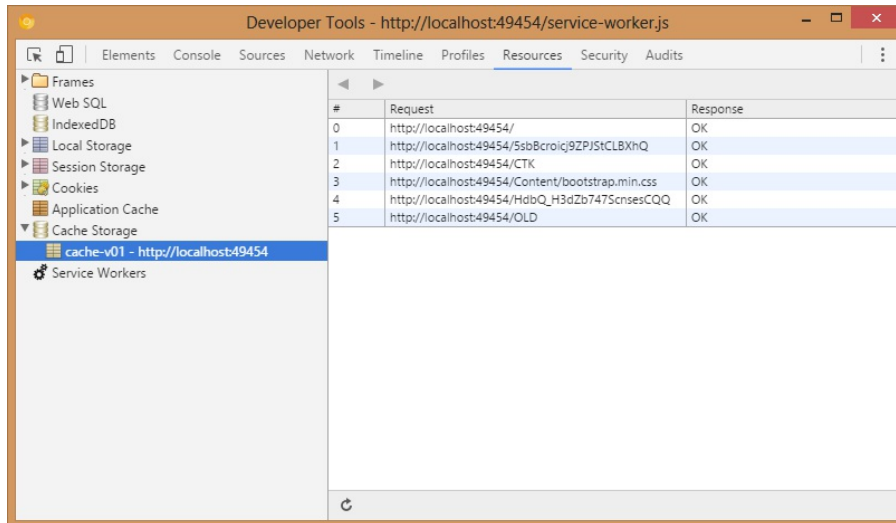 Developer Tools - http://localhost:49454/service-worker.js
Elements Console Sources Network Timeline Profiles Resources Security Audits
Frames
Web SQL
IndexedDB
Local Storage
Session Storage
Cookies
Application Cache
Cache Storage
cache-v01 - http://localhost:49454
Service Workers
# Request Response
0 http://localhost:49454/ OK
1 http://localhost:49454/5sbBcroicj9ZPJStCLBXhQ OK
2 http://localhost:49454/CTK OK
3 http://localhost:49454/Content/bootstrap.min.css OK
4 http://localhost:49454/HdbQ_H3dZb747ScnsesCQQ OK
5 http://localhost:49454/OLD OK